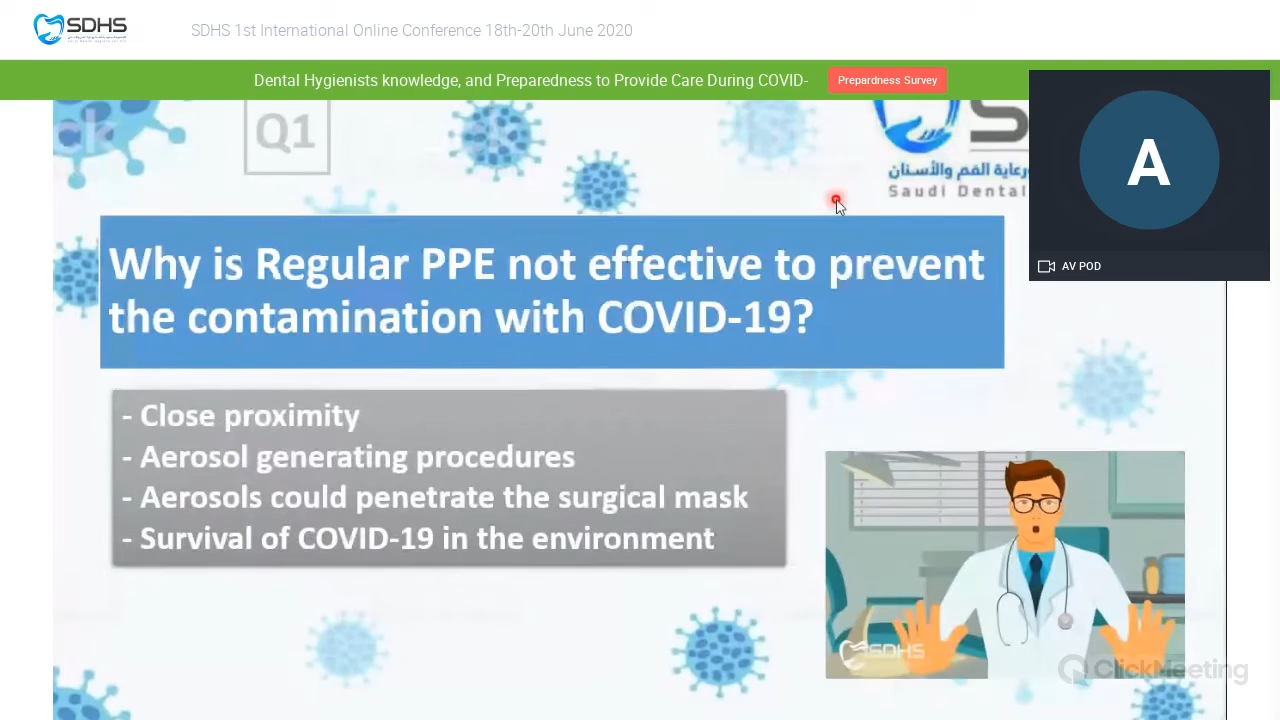 SDHS
SDHS 1st International Online Conference 18th-20th June 2020
Dental Hygienists knowledge, and Preparedness to Provide Care During COVID-
Prepardness Survey
Q1
A
AV POD
رعاية الفم والأسنان
Saudi Dental
Why is Regular PPE not effective to prevent
the contamination with COVID-19?
- Close proximity
- Aerosol generating procedures
- Aerosols could penetrate the surgical mask
- Survival of COVID-19 in the environment
SDHS
ClickMeeting